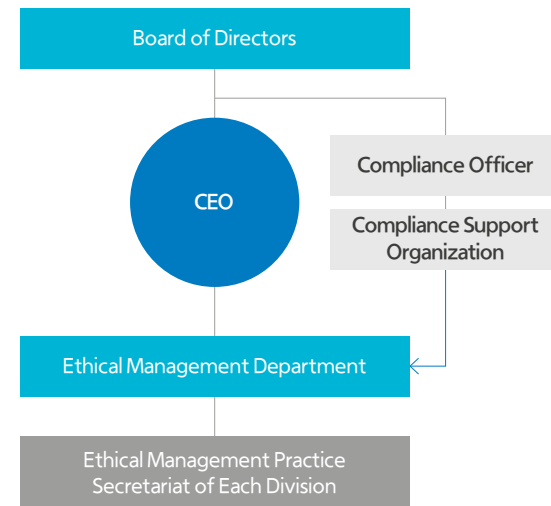 Board of Directors
CEO
Compliance Officer
Compliance Support
Organization
Ethical Management Department
Ethical Management Practice
Secretariat of Each Division